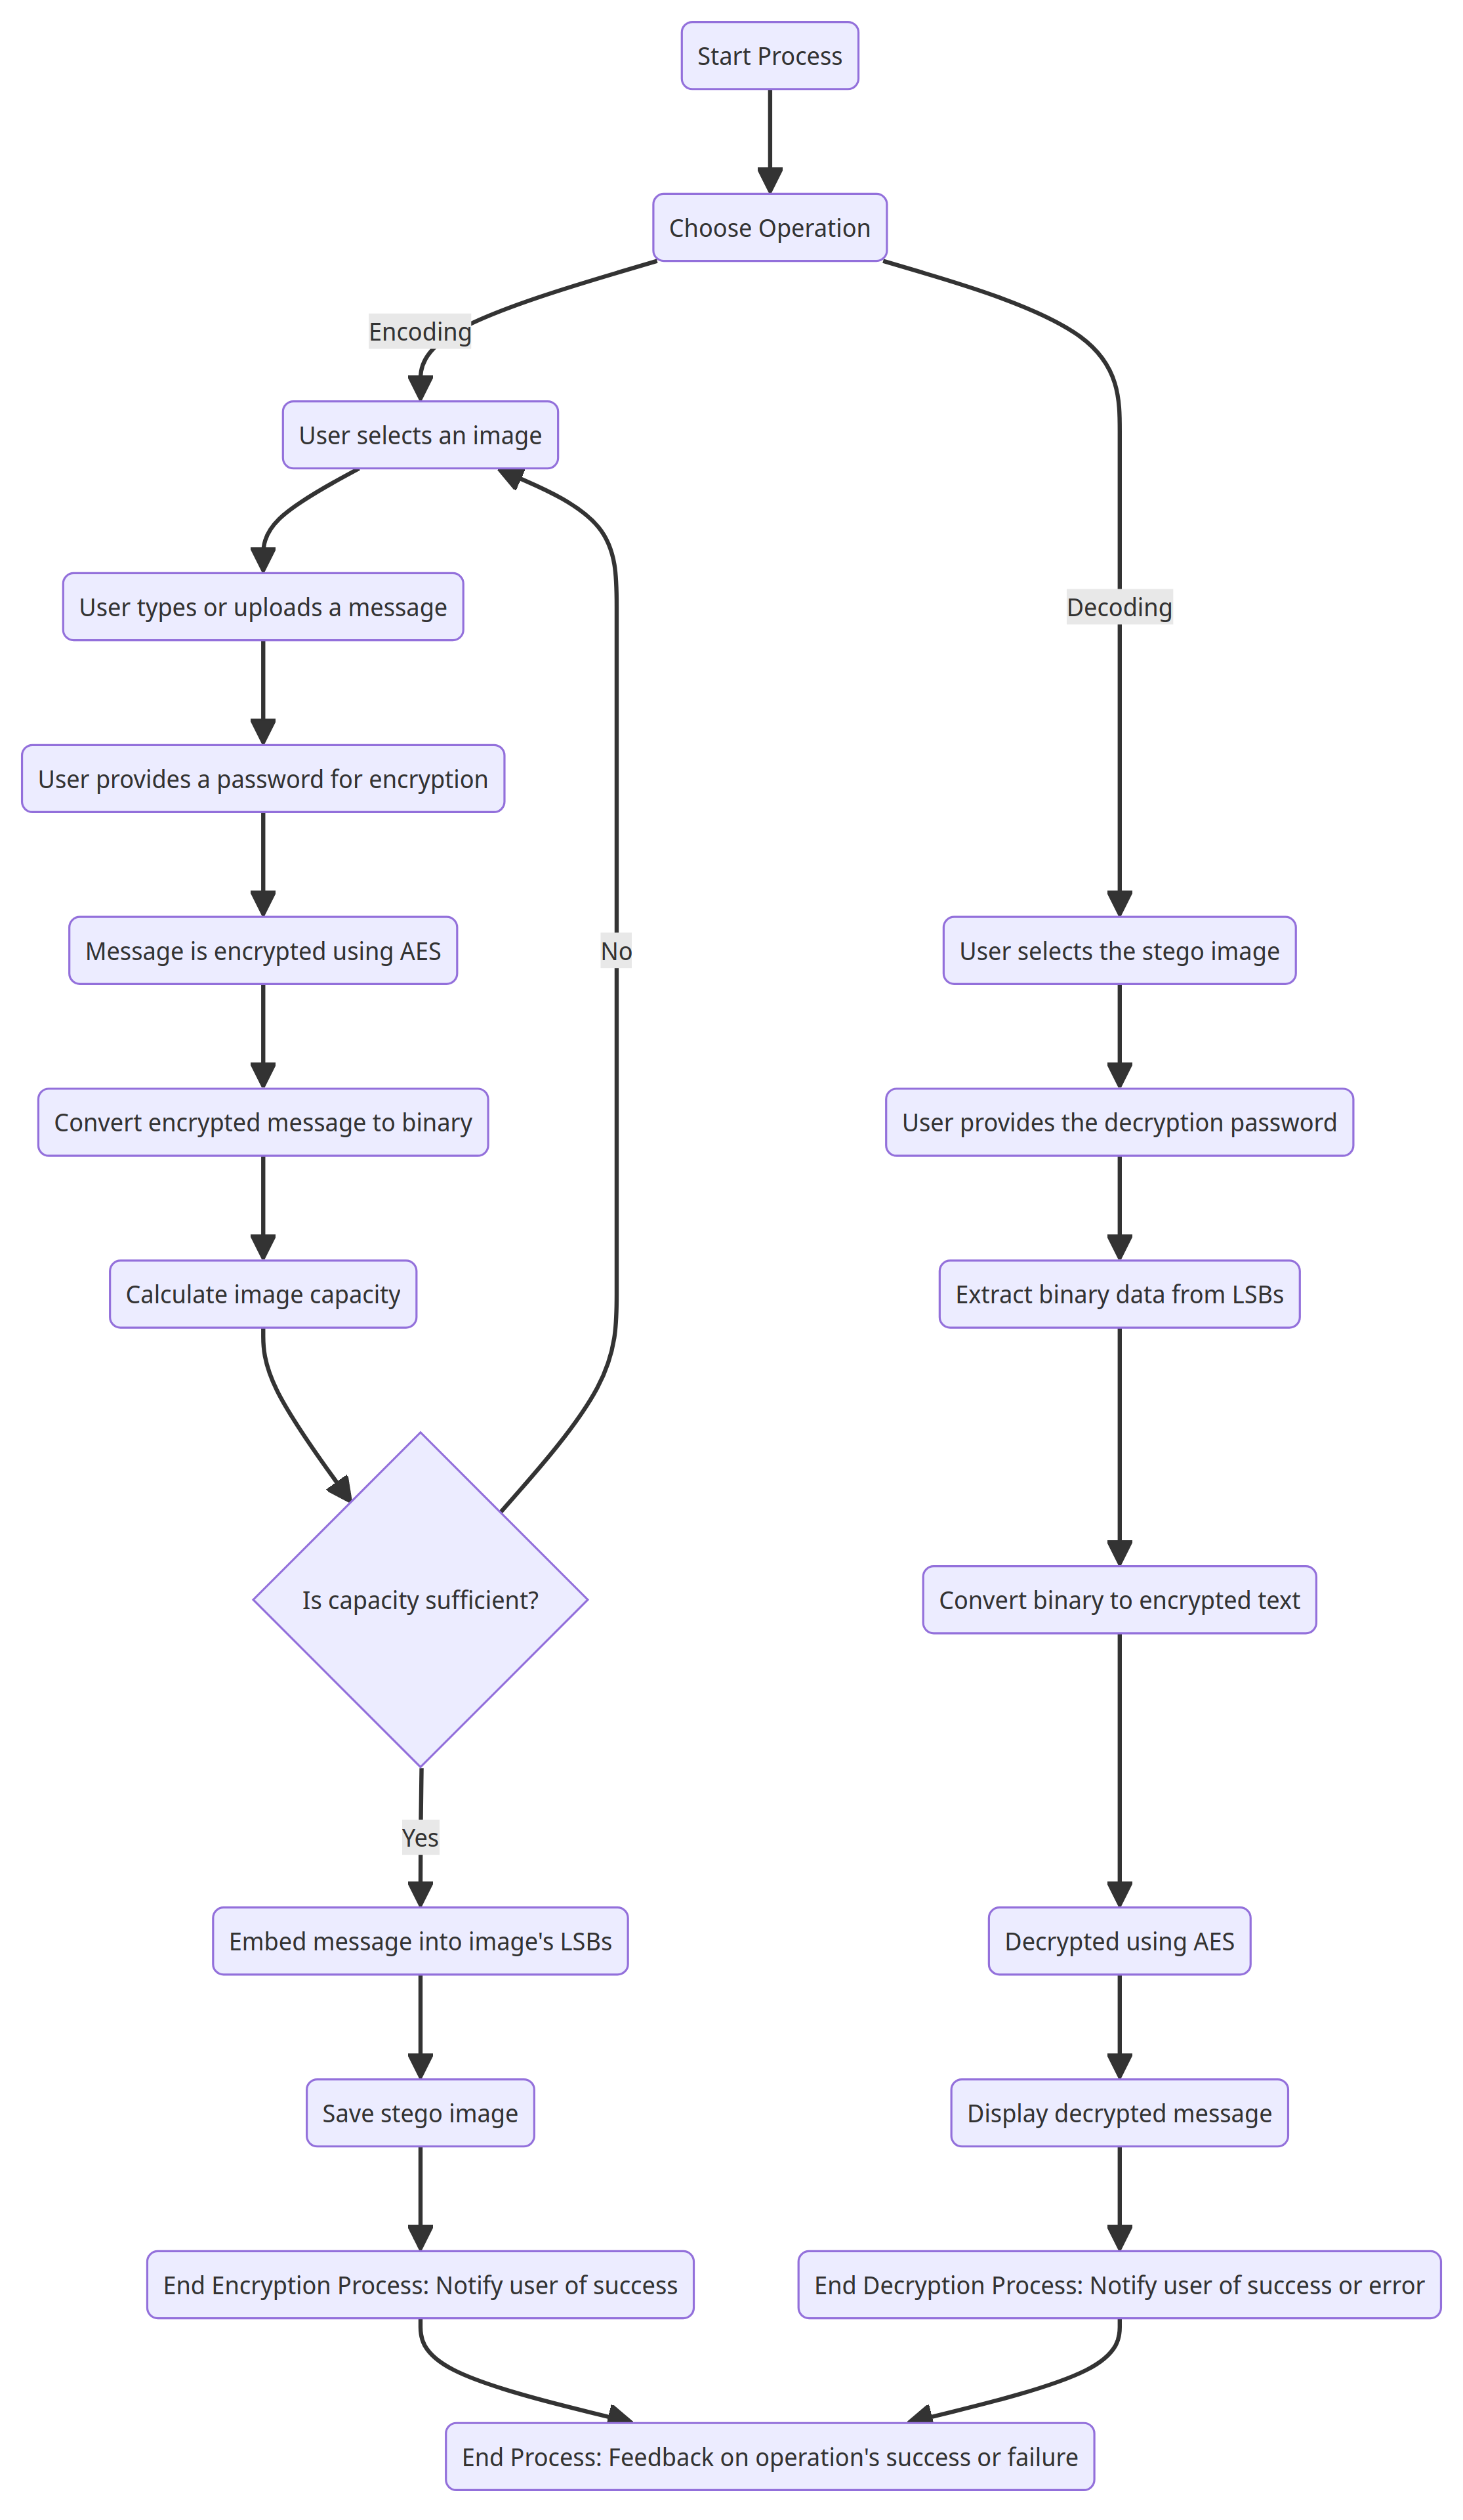 Start Process
Choose Operation
Encoding
User selects an image
User types or uploads a message
Decoding
User provides a password for encryption
Message is encrypted using AES
No
User selects the stego image
Convert encrypted message to binary
User provides the decryption password
Calculate image capacity
Extract binary data from LSBs
Is capacity sufficient?
Convert binary to encrypted text
Yes
Embed message into image's LSBs
Decrypted using AES
Save stego image
Display decrypted message
End Encryption Process: Notify user of success
End Decryption Process: Notify user of success or error
End Process: Feedback on operation's success or failure